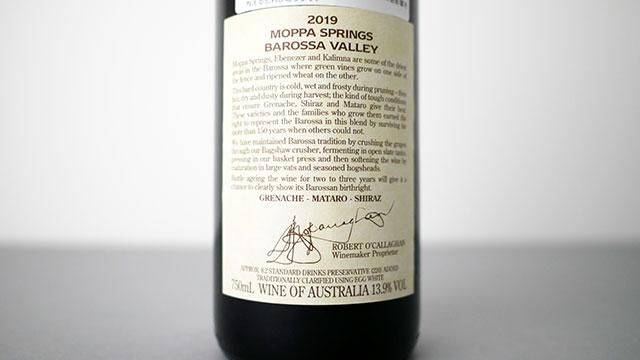 2019
MOPPA SPRINGS
BAROSSA VALLEY
Moppa Springs, Ebenezer and Kalimna are some of the driest
areas in the Barossa where green vines grow on one side of
the fence and ripened wheat on the other.
This hard country is cold, wet and frosty during pruning - then
hot, dry and dusty during harvest; the kind of tough conditions
that ensure Grenache, Shiraz and Mataro give their best.
These varieties and the families who grow them earned the
right to represent the Barossa in this blend by surviving for
more than 150 years when others could not.
We have maintained Barossa tradition by crushing the grapes
through our Bagshaw crusher, fermenting in open slate tanks,
pressing in our basket press and then softening the wine by
maturation in large vats and seasoned hogsheads.
Bottle ageing the wine for two to three years will give it a
chance to clearly show its Barossan birthright.
GRENACHE - MATARO - SHIRAZ
R O'Callaghan
ROBERT O'CALLAGHAN
Winemaker Proprietor
APPROX. 8.2 STANDARD DRINKS PRESERVATIVE (220) ADDED
TRADITIONALLY CLARIFIED USING EGG WHITE
750mL WINE OF AUSTRALIA 13.9% VOL